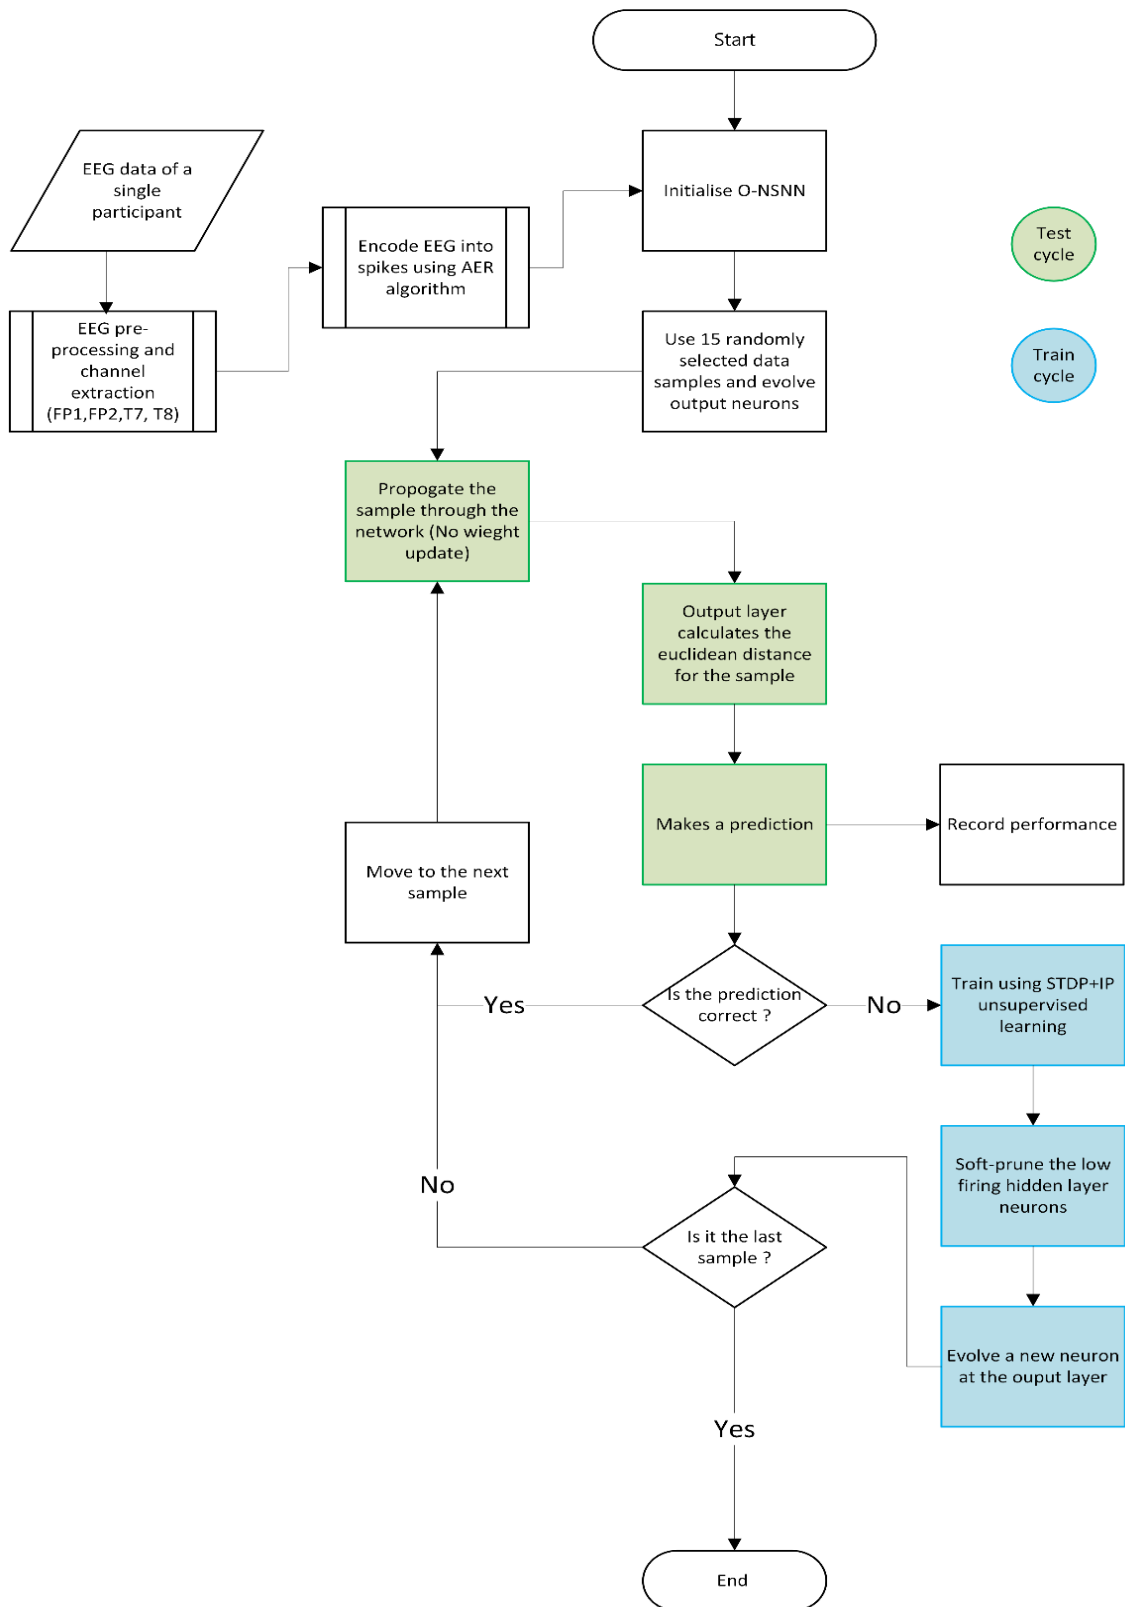 Start
EEG data of a
single
participant
Initialise O-NSNN
Encode EEG into
spikes using AER
algorithm
Test
cycle
EEG pre-
processing and
channel
extraction
(FP1,FP2,T7, T8)
Use 15 randomly
selected data
samples and evolve
output neurons
Train
cycle
Propogate the
sample through the
network (No wieght
update)
Output layer
calculates the
euclidean distance
for the sample
Makes a prediction
Record performance
Move to the next
sample
Is the prediction
correct ?
Yes
No
Train using STDP+IP
unsupervised
learning
Soft-prune the low
firing hidden layer
neurons
No
Is it the last
sample ?
Evolve a new neuron
at the ouput layer
Yes
End